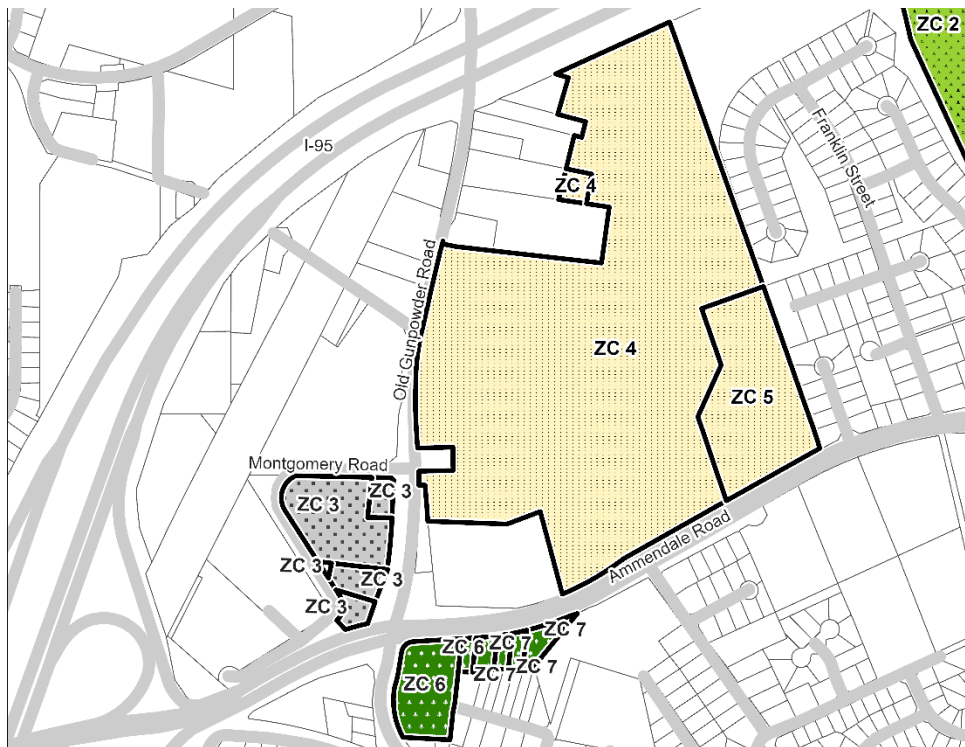 ZC 2
I-95
Franklin Street
ZC 4
Old Gunpowder Road
ZC 4
ZC 5
Montgomery Road
ZC 3
ZC 3
ZC 3
ZC 3
ZC 3
Ammendale Road
ZC 7
ZC 6
ZC 7
ZC 7
ZC 7
ZC 6